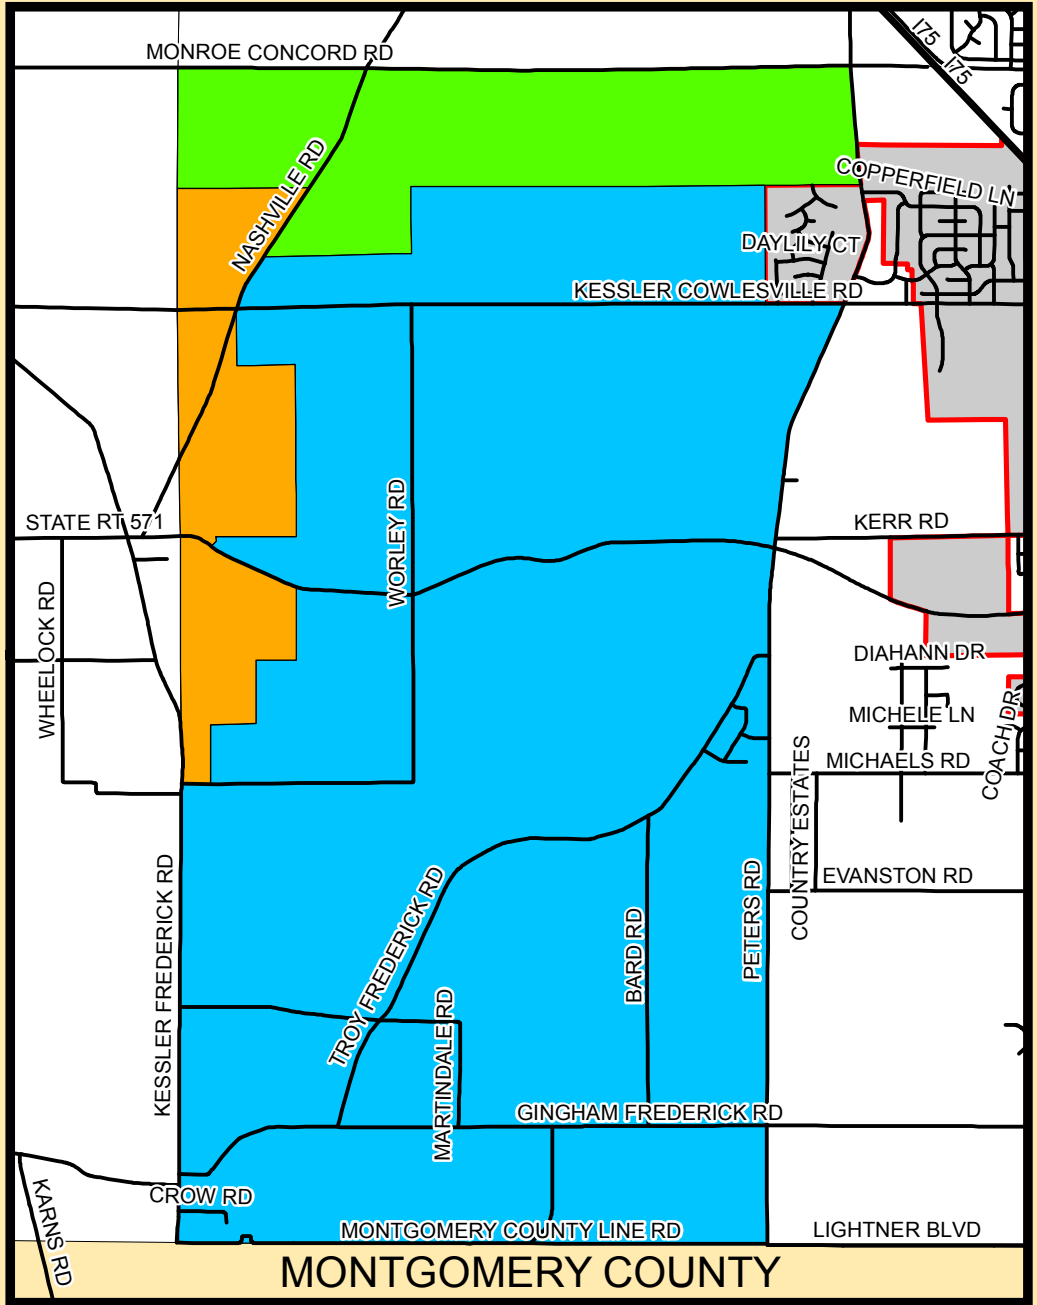 I75
MONROE CONCORD RD
I75
NASHVILLE RD
COPPERFIELD LN
DAYLILY CT
KESSLER COWLESVILLE RD
STATE RT 571
KERR RD
WORLEY RD
WHEELOCK RD
DIAHANN DR
MICHELE LN
COACH DR
MICHAELS RD
COUNTRY ESTATES
EVANSTON RD
KESSLER FREDERICK RD
TROY FREDERICK RD
PETERS RD
BARD RD
MARTINDALE RD
GINGHAM FREDERICK RD
CROW RD
KARNS RD
MONTGOMERY COUNTY LINE RD
LIGHTNER BLVD
MONTGOMERY COUNTY